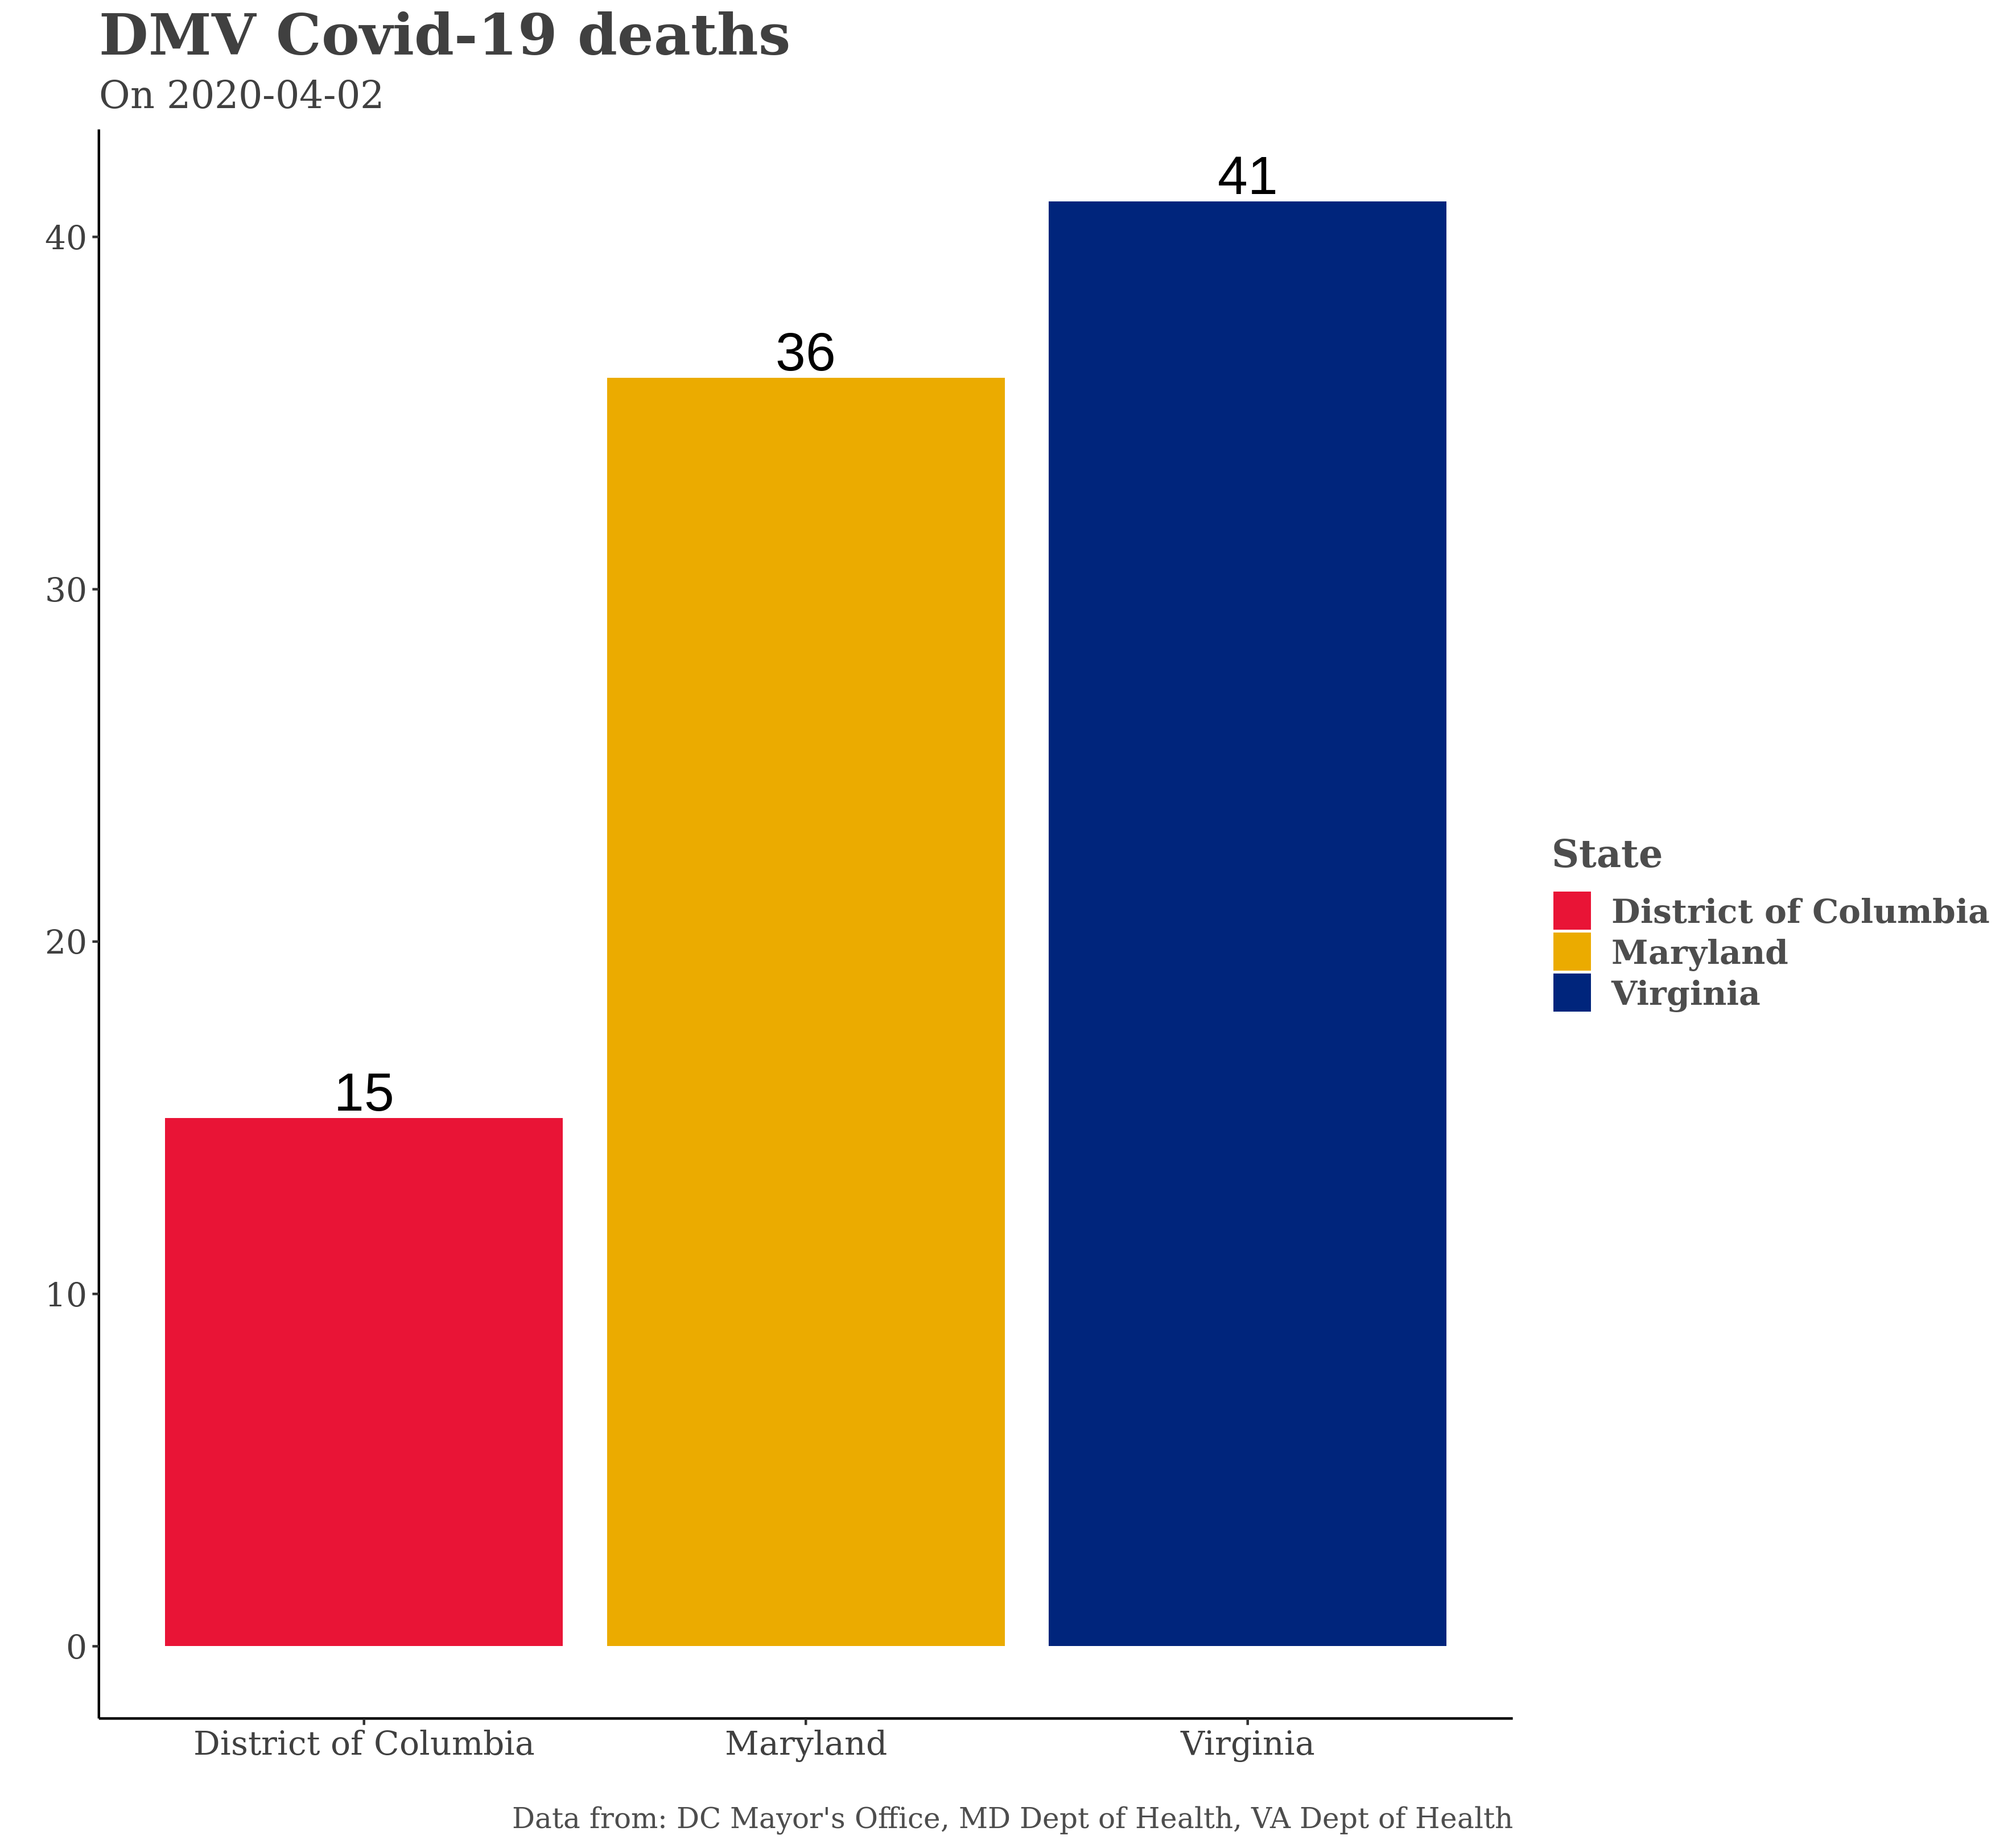 DMV Covid-19 deaths
On 2020-04-02
41
40
36
30
20
15
10
0
State
District of Columbia
Maryland
Virginia
District of Columbia
Maryland
Virginia
Data from: DC Mayor's Office, MD Dept of Health, VA Dept of Health